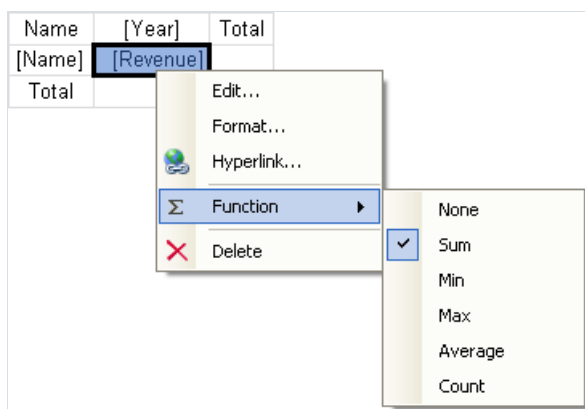 Name [Year] Total
[Name] [Revenue]
Total
Edit...
Format...
Hyperlink...
Σ Function
Delete
None
Sum
Min
Max
Average
Count